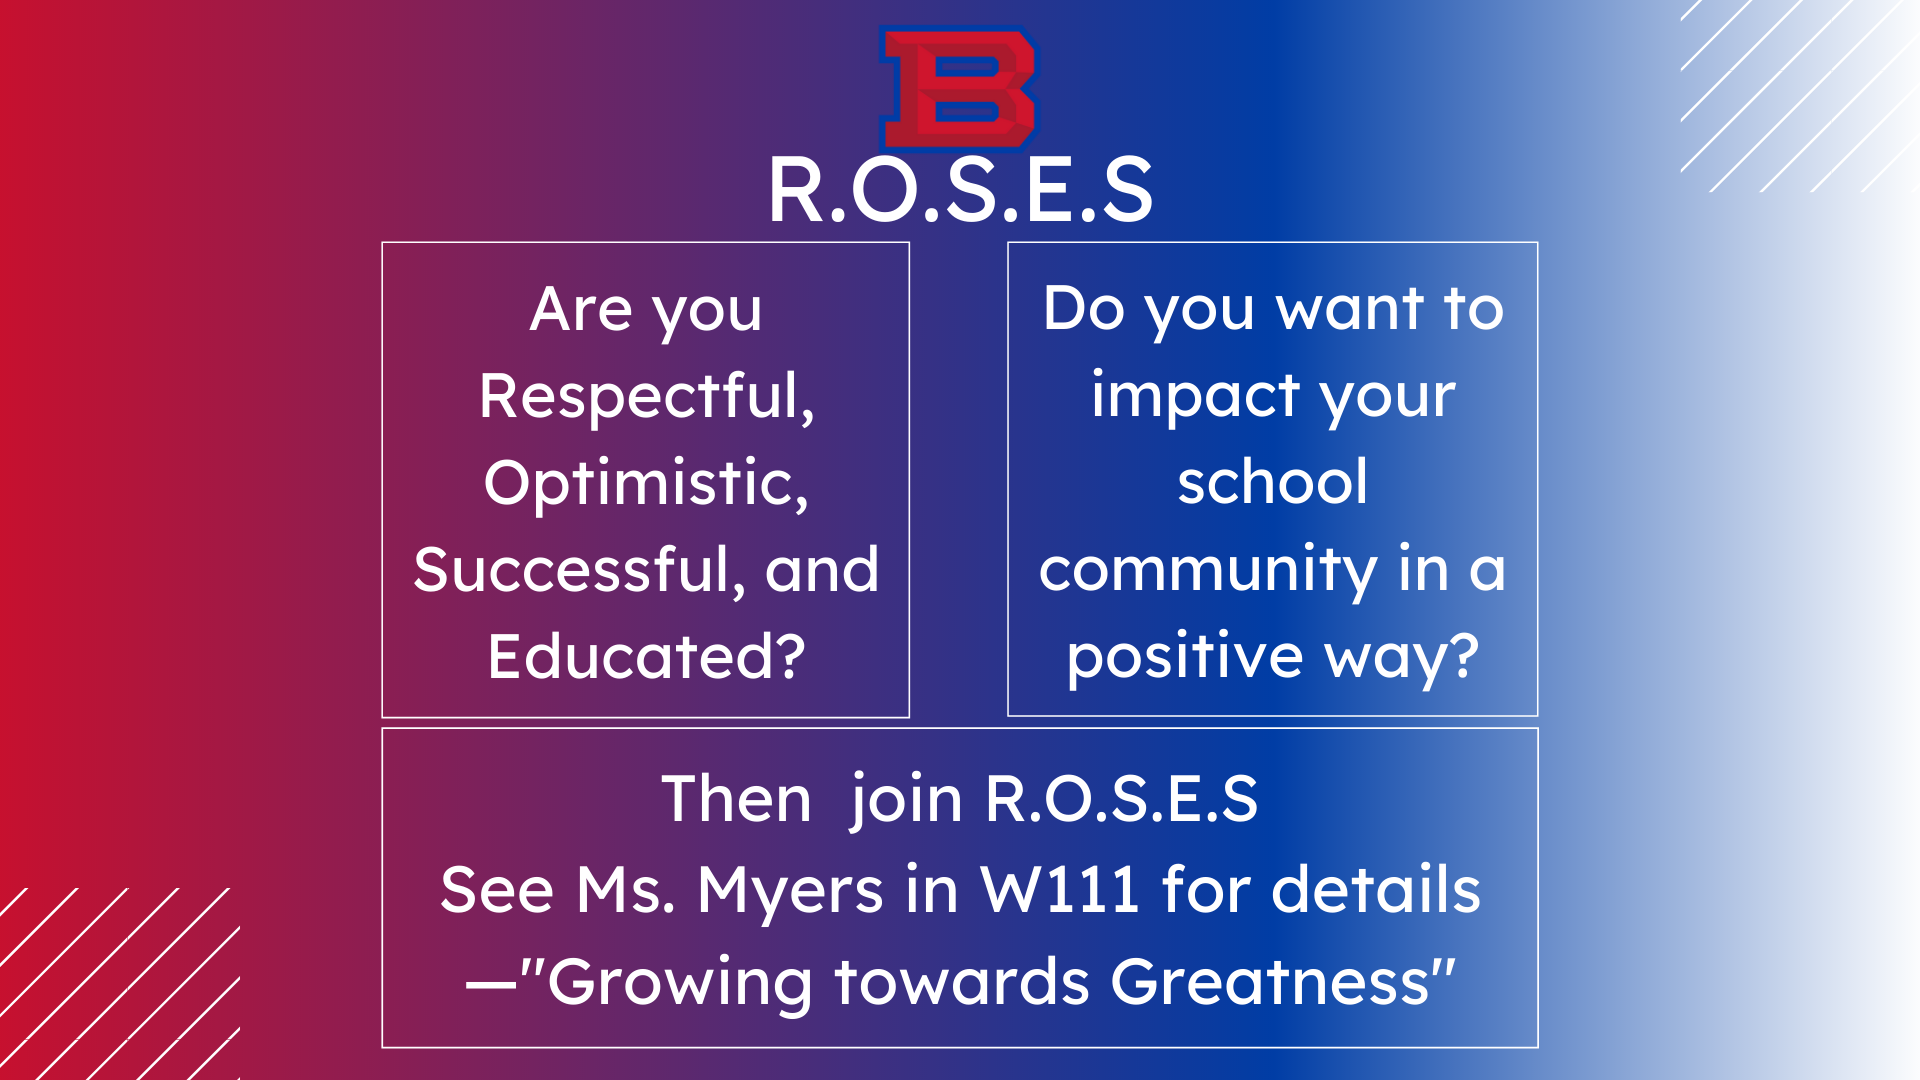 B
R.O.S.E.S
Are you
Respectful,
Optimistic,
Successful, and
Educated?
Do you want to
impact your
school
community in a
positive way?
Then  join R.O.S.E.S
See Ms. Myers in W111 for details
—"Growing towards Greatness"